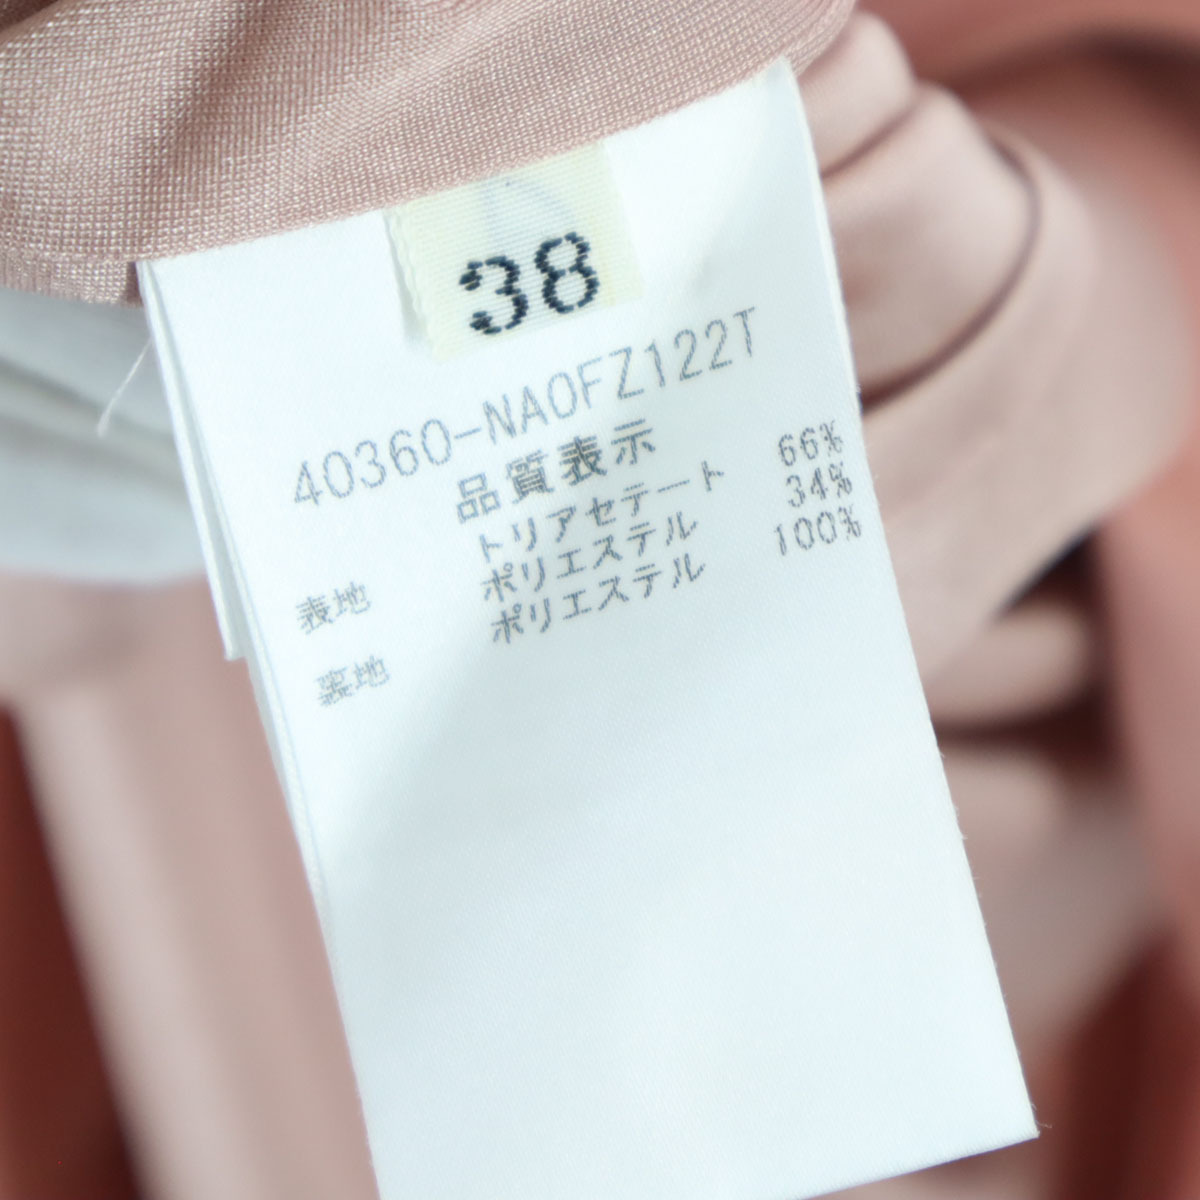 38
40360-NA0FZ122T
品質表示
表地 トリアセテート 66%
ポリエステル 34%
裏地 ポリエステル 100%